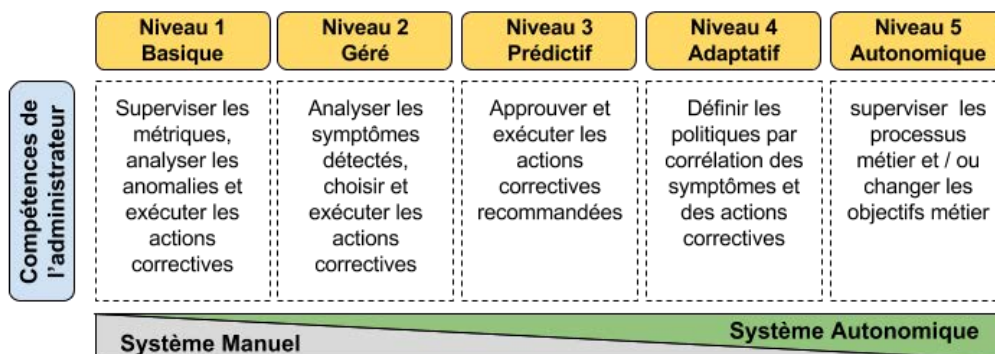 Niveau 1
Basique
Niveau 2
Géré
Niveau 3
Prédictif
Niveau 4
Adaptatif
Niveau 5
Autonomique
Compétences de
l'administrateur
Superviser les
métriques,
analyser les
anomalies et
exécuter les
actions
correctives
Analyser les
symptômes
détectés,
choisir et
exécuter les
actions
correctives
Approuver et
exécuter les
actions
correctives
recommandées
Définir les
politiques par
corrélation des
symptômes et
des actions
correctives
superviser les
processus
métier et / ou
changer les
objectifs métier
Système Manuel
Système Autonomique